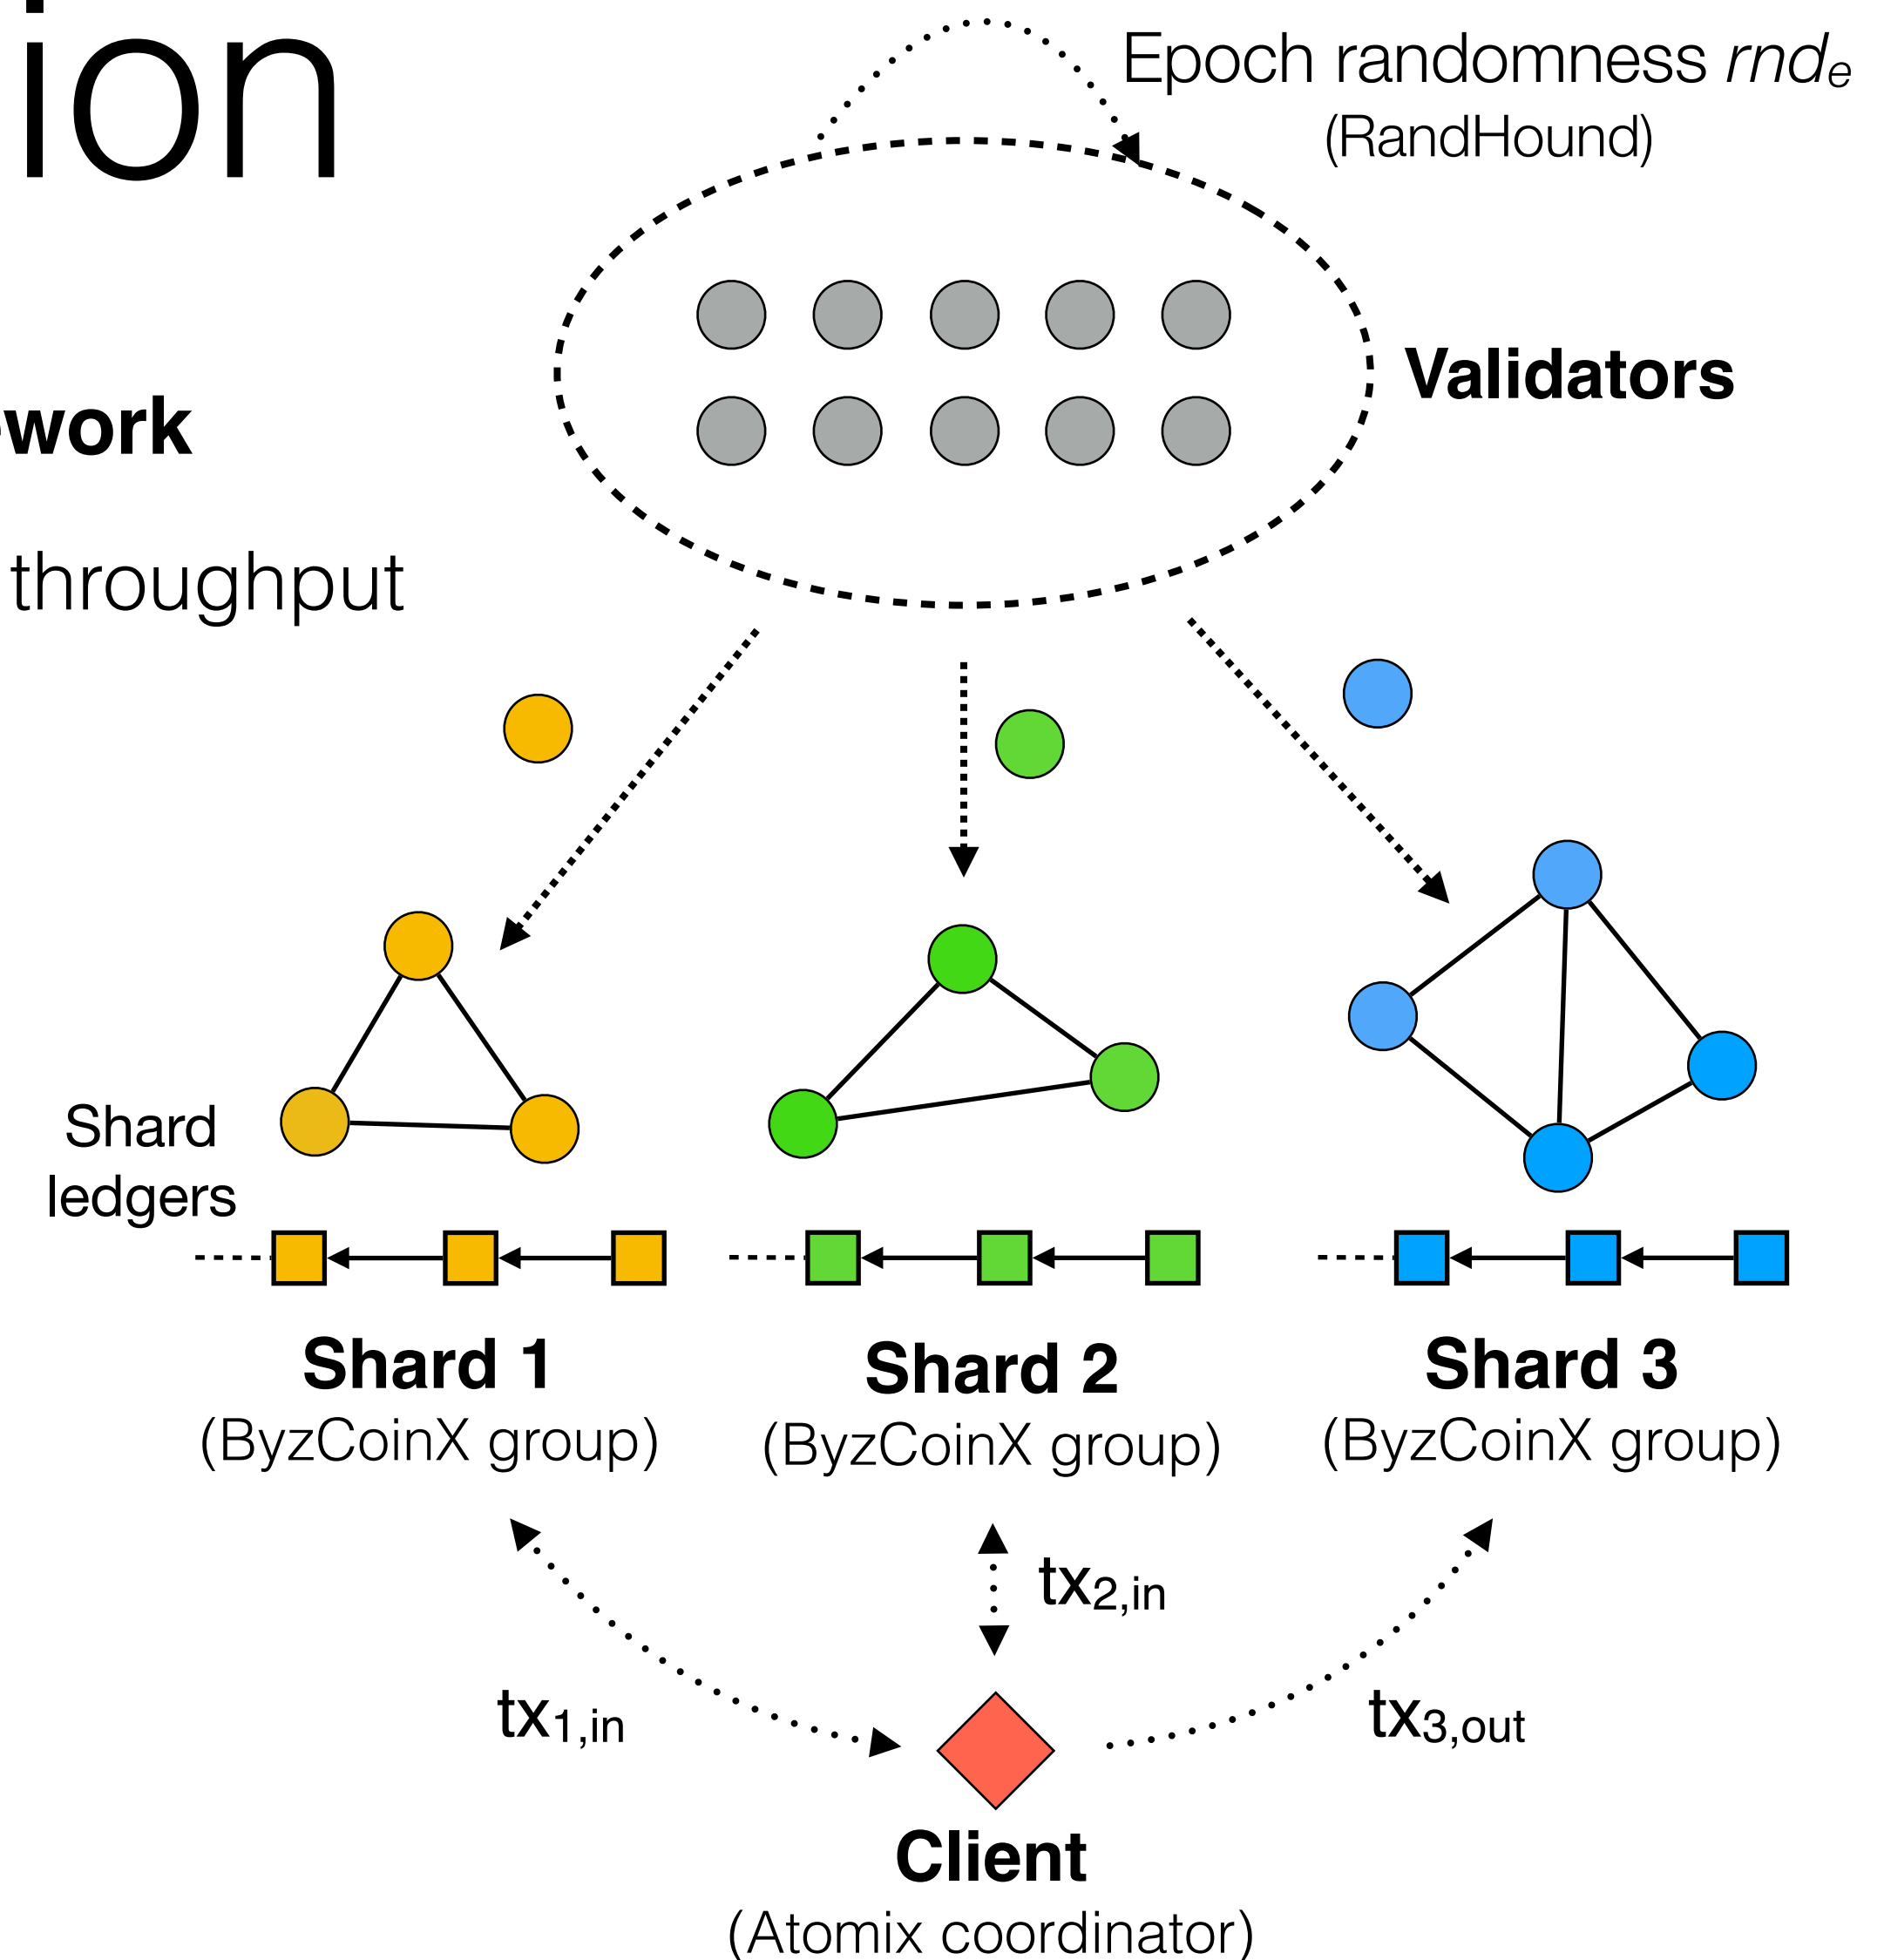 ion
Epoch randomness rnde
(RandHound)
Validators
work
throughput
Shard
ledgers
Shard 1
(ByzCoinX group)
Shard 2
(ByzCoinX group)
Shard 3
(ByzCoinX group)
tx2,in
tx1,in
tx3,out
Client
(Atomix coordinator)